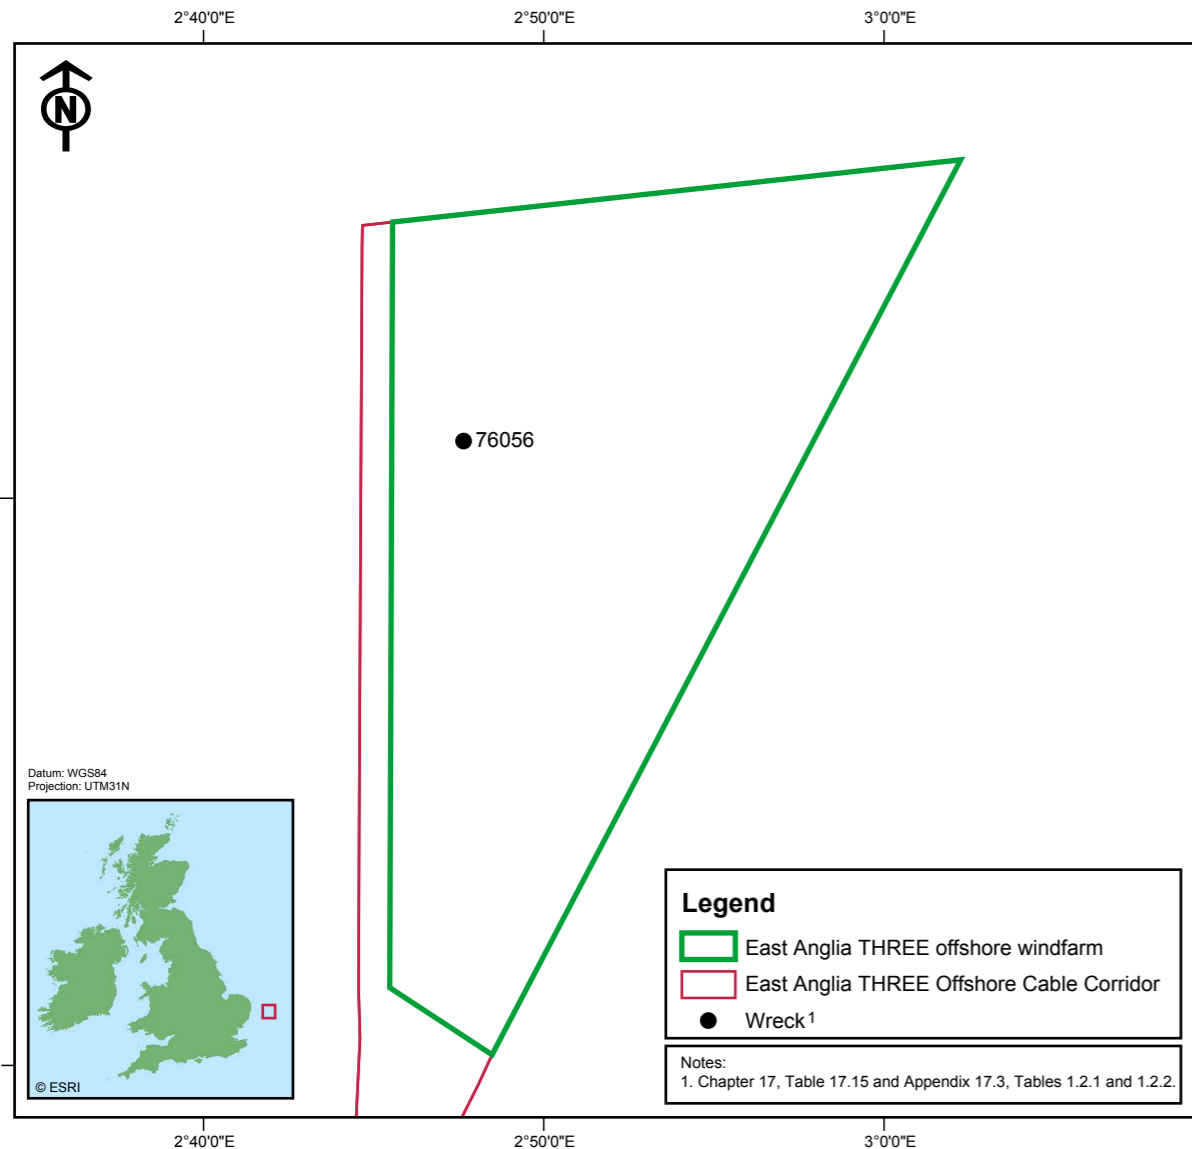 2°40'0"E 2°50'0"E 3°0'0"E
N
76056
Datum: WGS84
Projection: UTM31N
© ESRI
Legend
East Anglia THREE offshore windfarm
East Anglia THREE Offshore Cable Corridor
Wreck¹
Notes:
1. Chapter 17, Table 17.15 and Appendix 17.3, Tables 1.2.1 and 1.2.2.
2°40'0"E 2°50'0"E 3°0'0"E